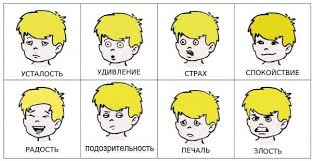 УСТАЛОСТЬ УДИВЛЕНИЕ СТРАХ СПОКОЙСТВИЕ
РАДОСТЬ ПОДОЗРИТЕЛЬНОСТЬ ПЕЧАЛЬ ЗЛОСТЬ